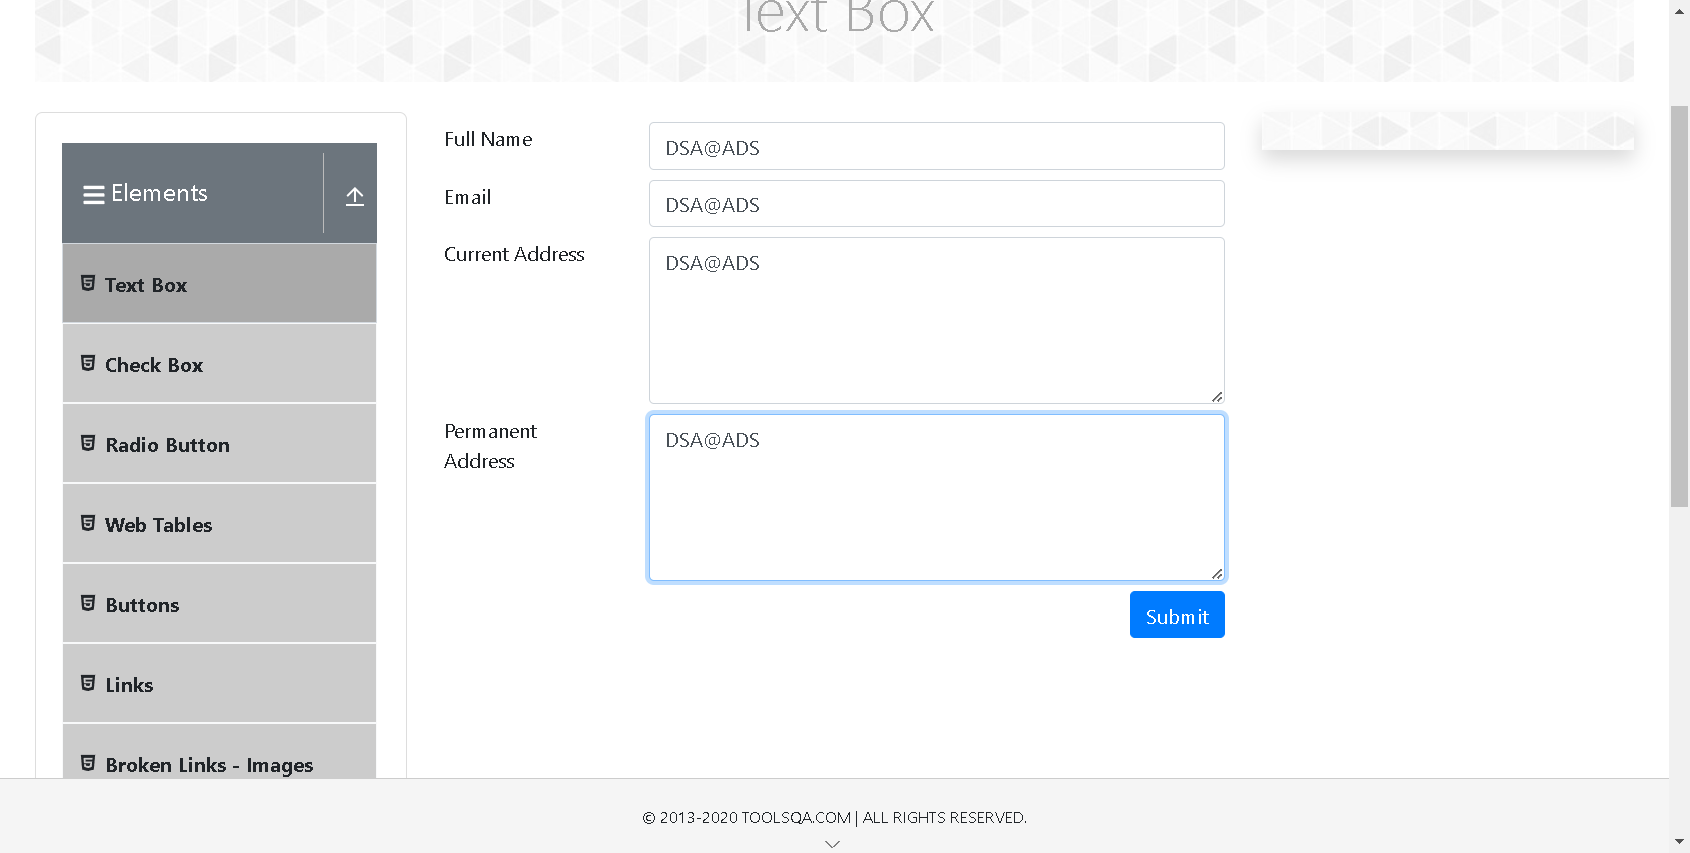 Text Box
Elements
Text Box
Check Box
Radio Button
Web Tables
Buttons
Links
Broken Links - Images
Full Name
DSA@ADS
Email
DSA@ADS
Current Address
DSA@ADS
Permanent
Address
DSA@ADS
Submit
© 2013-2020 TOOLSQA.COM | ALL RIGHTS RESERVED.